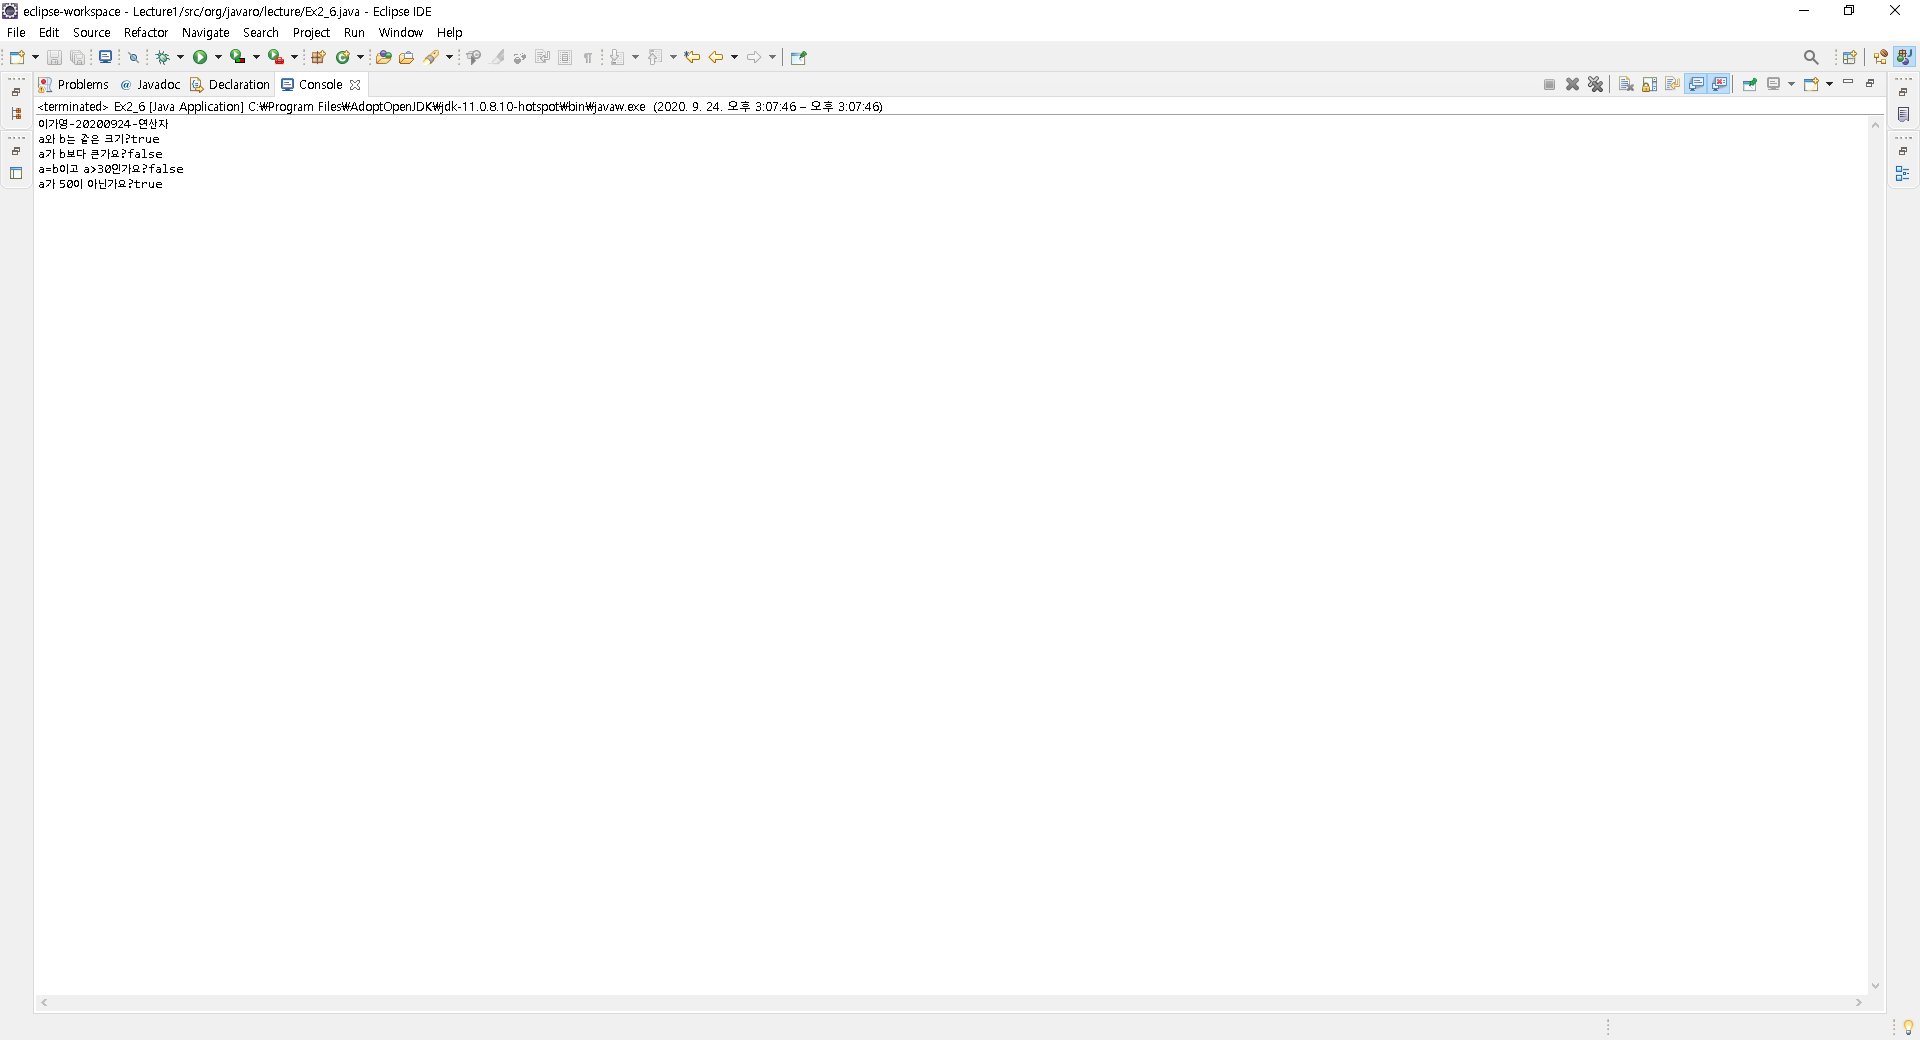 eclipse-workspace - Lecture1/src/org/javaro/lecture/Ex2_6.java - Eclipse IDE
File Edit Source Refactor Navigate Search Project Run Window Help
Problems @ Javadoc Declaration Console
<terminated> Ex2_6 [Java Application] C:₩Program Files₩AdoptOpenJDK₩jdk-11.0.8.10-hotspot₩bin₩javaw.exe (2020. 9. 24. 오후 3:07:46 – 오후 3:07:46)
이가영-20200924-연산자
a와 b는 같은 크기?true
a가 b보다 큰가요?false
a=b이고 a>30인가요?false
a가 50이 아닌가요?true